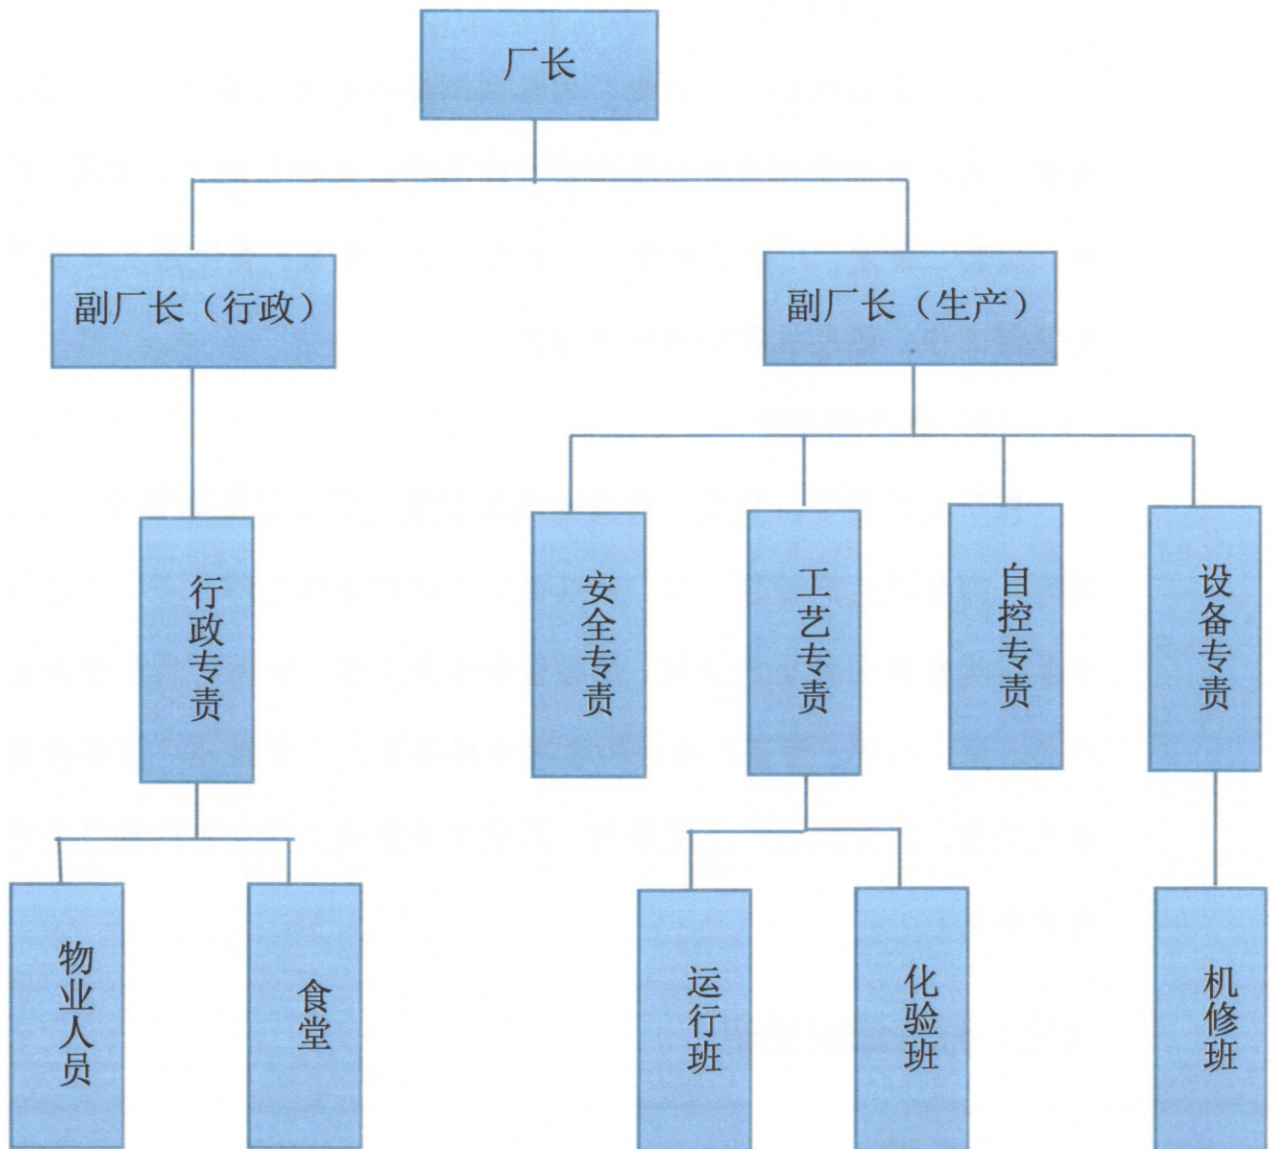 厂长
副厂长（行政）
副厂长（生产）
行政专责
安全专责
工艺专责
自控专责
设备专责
物业人员
食堂
运行班
化验班
机修班